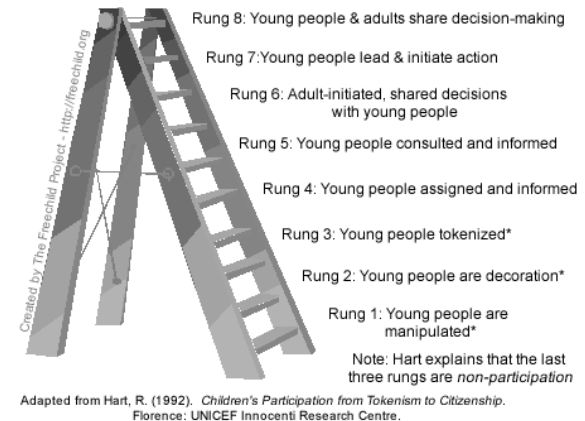 Rung 8: Young people & adults share decision-making
Rung 7:Young people lead & initiate action
Rung 6: Adult-initiated, shared decisions
with young people
Rung 5: Young people consulted and informed
Rung 4: Young people assigned and informed
Rung 3: Young people tokenized*
Rung 2: Young people are decoration*
Rung 1: Young people are
manipulated*
Note: Hart explains that the last
three rungs are non-participation
Created by The Freechild Project - http://freechild.org
Adapted from Hart, R. (1992). Children's Participation from Tokenism to Citizenship.
Florence: UNICEF Innocenti Research Centre.